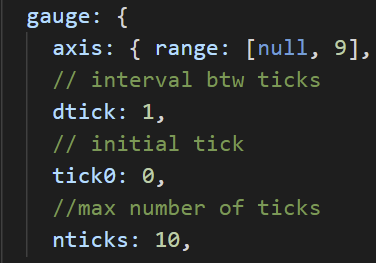 gauge: {
axis: { range: [null, 9],
// interval btw ticks
dtick: 1,
// initial tick
tick0: 0,
//max number of ticks
nticks: 10,